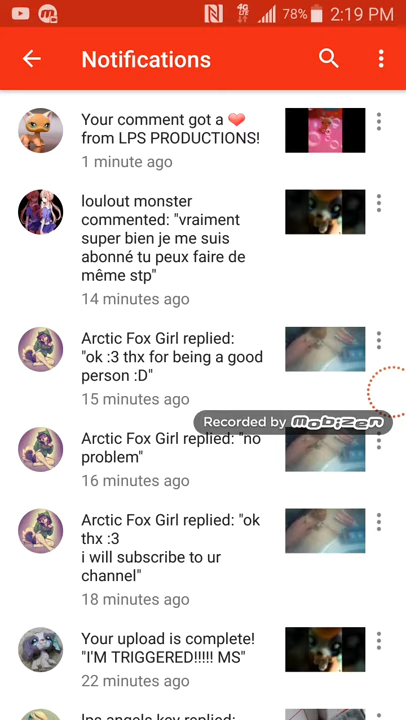 78% 2:19 PM
Notifications
Your comment got a ❤
from LPS PRODUCTIONS!
1 minute ago
loulout monster
commented: "vraiment
super bien je me suis
abonné tu peux faire de
même stp"
14 minutes ago
Arctic Fox Girl replied:
"ok :3 thx for being a good
person :D"
15 minutes ago
Recorded by MOBIZEN
Arctic Fox Girl replied: "no
problem"
16 minutes ago
Arctic Fox Girl replied: "ok
thx :3
i will subscribe to ur
channel"
18 minutes ago
Your upload is complete!
"I'M TRIGGERED!!!!! MS"
22 minutes ago
lps angels key replied: